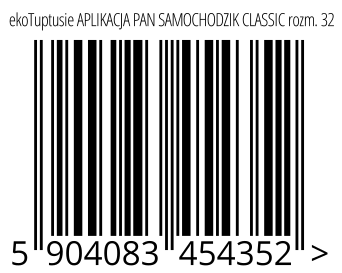 ekoTuptusie APLIKACJA PAN SAMOCHODZIK CLASSIC rozm. 32
5 904083 454352 >